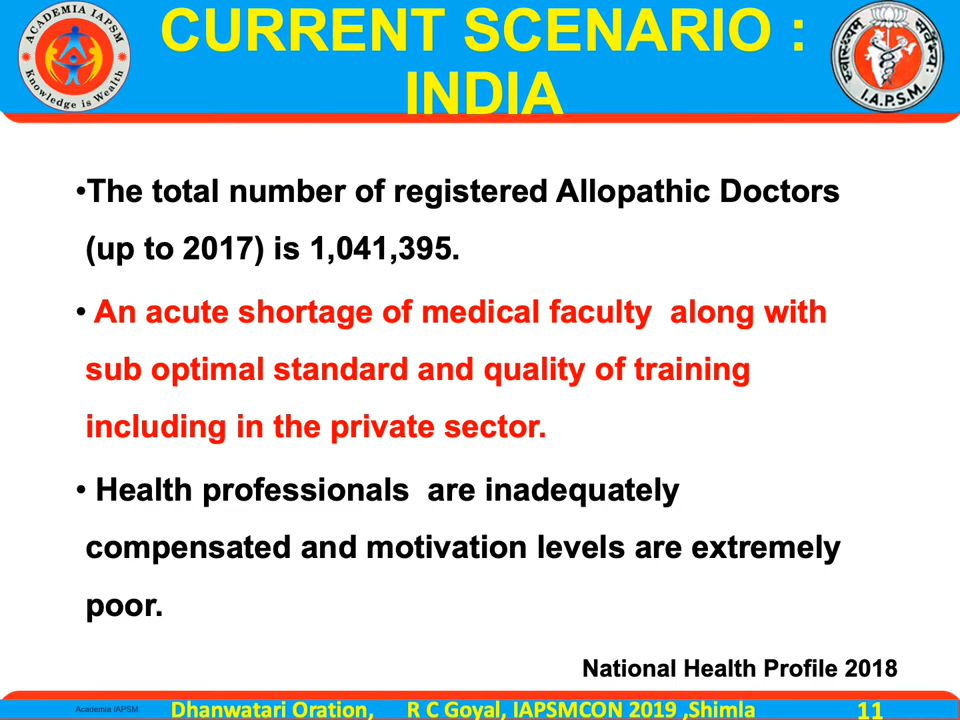 ACADEMIA IAPSM
Knowledge is Wealth
CURRENT SCENARIO :
INDIA
स्वास्थ्यम् सर्वेभ्यः
I.A.P.S.M.
•The total number of registered Allopathic Doctors
(up to 2017) is 1,041,395.
• An acute shortage of medical faculty along with
sub optimal standard and quality of training
including in the private sector.
• Health professionals are inadequately
compensated and motivation levels are extremely
poor.
National Health Profile 2018
Academia IAPSM
Dhanwatari Oration, R C Goyal, IAPSMCON 2019 ,Shimla
11